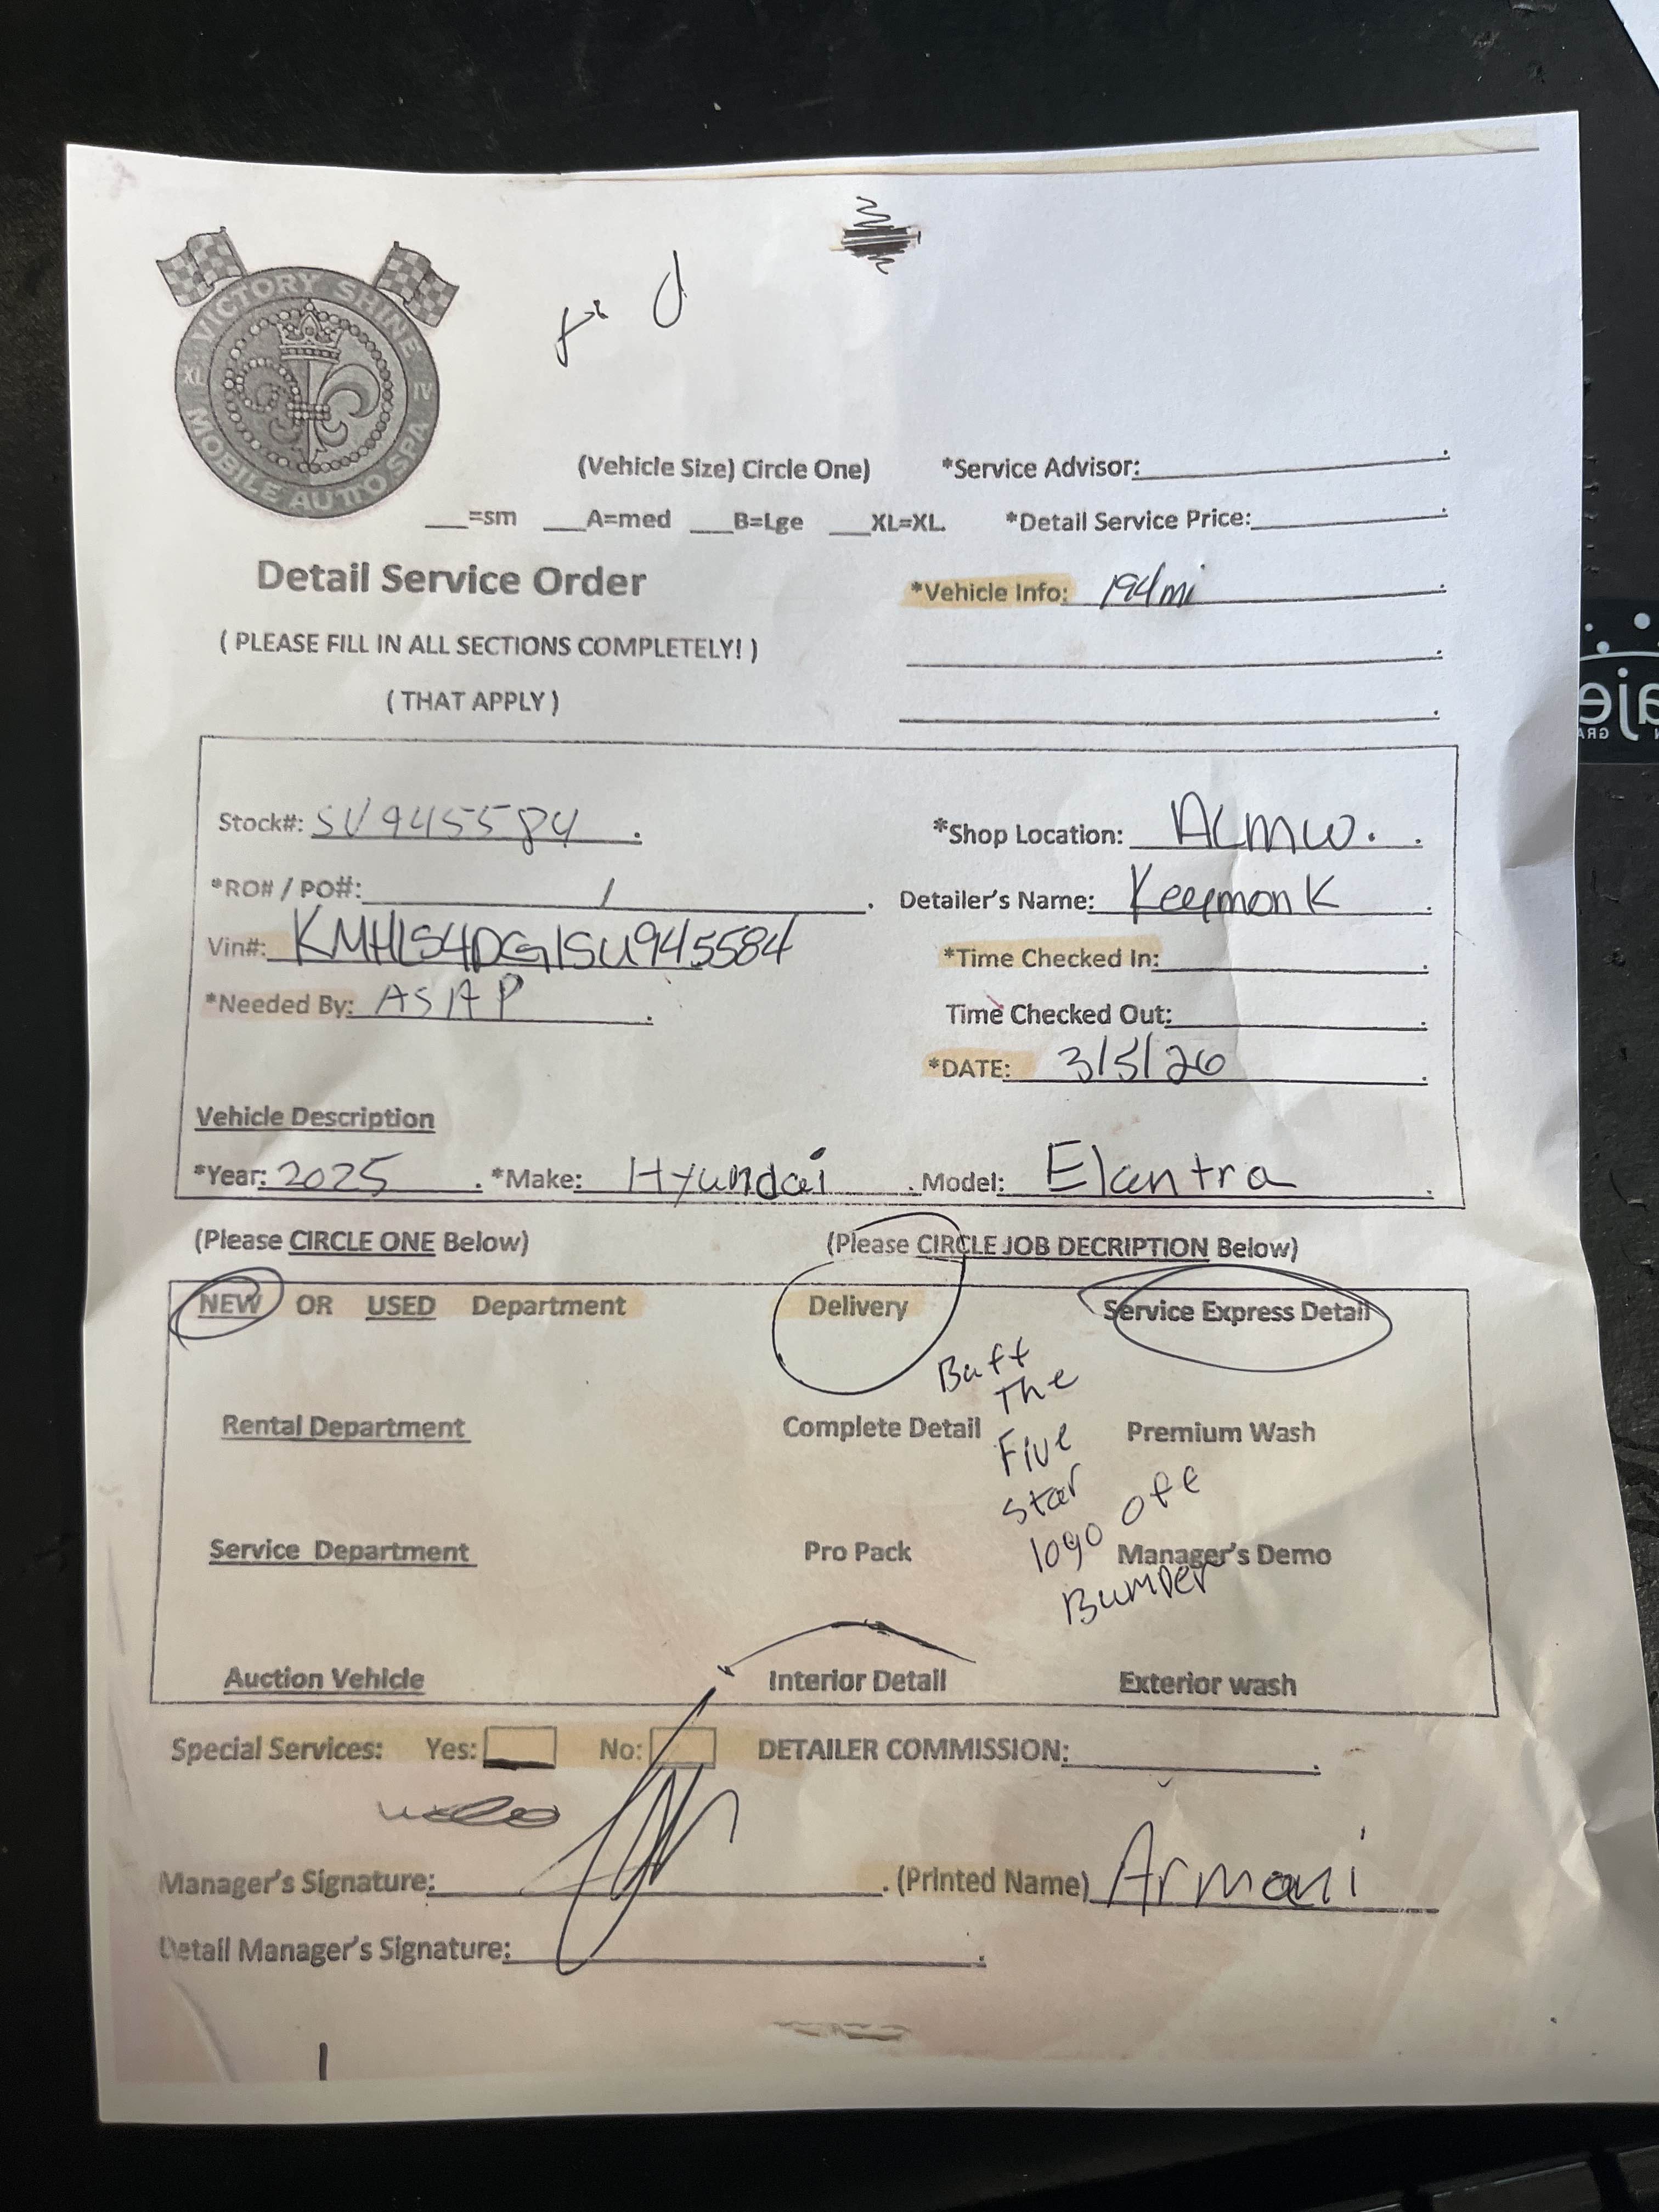 VICTORY SHINE
XL IV
MOBILE AUTO SPA
(Vehicle Size) Circle One) *Service Advisor:
___=sm ___A=med ___B=Lge ___XL=XL. *Detail Service Price:
Detail Service Order *Vehicle Info: 194mi
( PLEASE FILL IN ALL SECTIONS COMPLETELY! )
( THAT APPLY )
Stock#: SU945584 *Shop Location: ALMW.
*RO# / PO#: / Detailer's Name: Keeymon K
Vin#: KMHLS4DG1SU945584 *Time Checked In:
*Needed By: ASAP Time Checked Out:
*DATE: 3/5/26
Vehicle Description
*Year: 2025 . *Make: Hyundai . Model: Elantra
(Please CIRCLE ONE Below) (Please CIRCLE JOB DECRIPTION Below)
NEW OR USED Department Delivery Service Express Detail
Buff
The
Five
Star
logo off
Bumper
Rental Department Complete Detail Premium Wash
Service Department Pro Pack Manager's Demo
Auction Vehicle Interior Detail Exterior wash
Special Services: Yes: No: DETAILER COMMISSION:
Manager's Signature: . (Printed Name) Armani
Detail Manager's Signature: